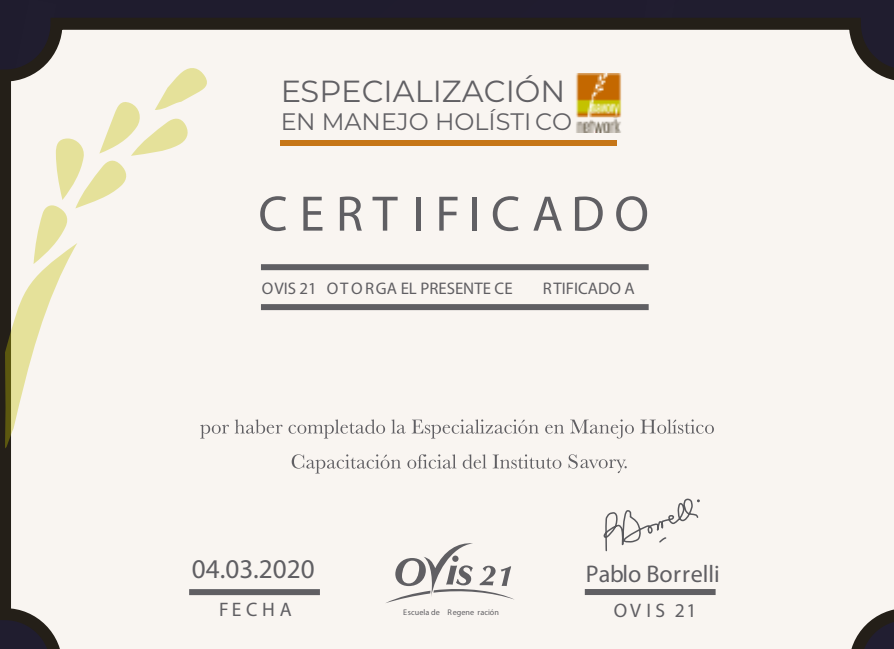 ESPECIALIZACIÓN
EN MANEJO HOLÍSTICO
savory
network
CERTIFICADO
OVIS 21 OTORGA EL PRESENTE CERTIFICADO A
por haber completado la Especialización en Manejo Holístico
Capacitación oficial del Instituto Savory.
PBorrelli
04.03.2020
Ovis 21
Pablo Borrelli
Escuela de Regeneración
FECHA
OVIS 21